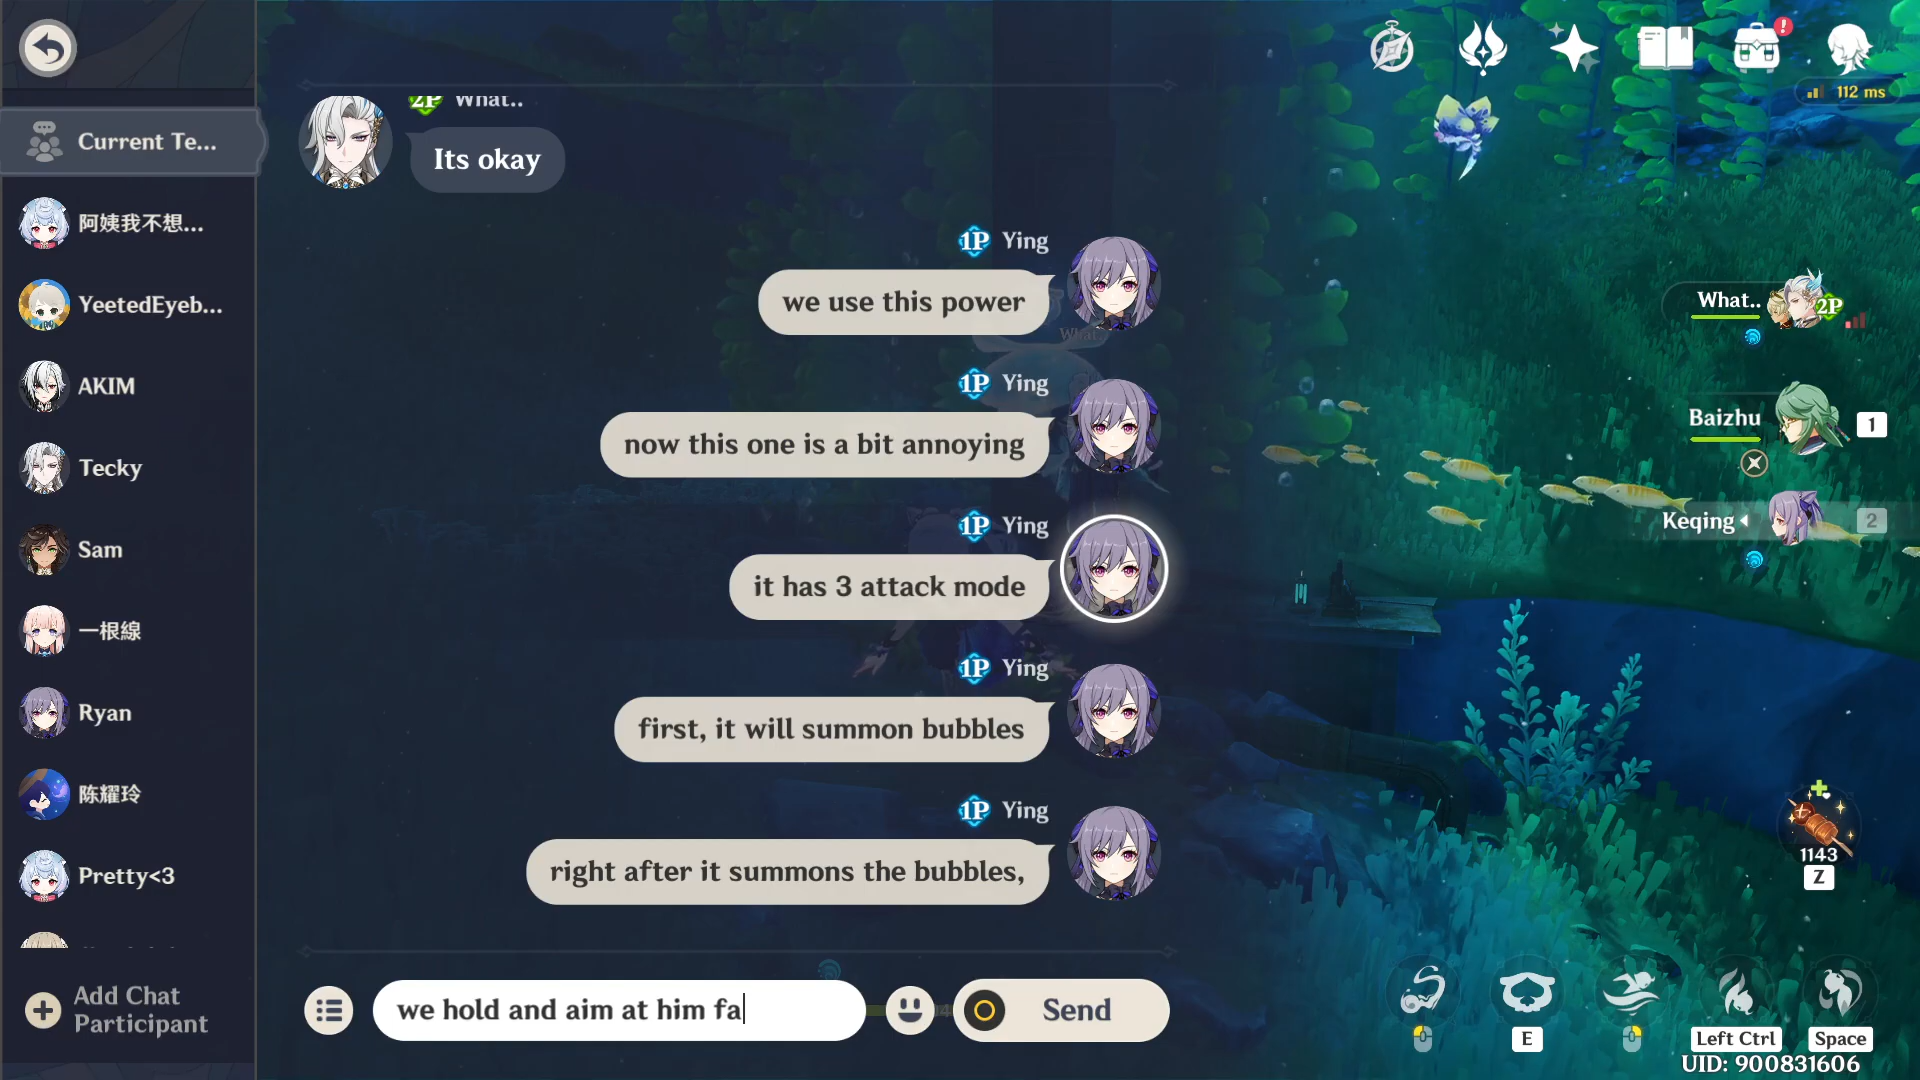 Current Te...
阿姨我不想...
YeetedEyeb...
AKIM
Tecky
Sam
一根線
Ryan
陈耀玲
Pretty<3
Add Chat
Participant
2P What..
Its okay
1P Ying
we use this power
What..
1P Ying
now this one is a bit annoying
1P Ying
it has 3 attack mode
1P Ying
first, it will summon bubbles
1P Ying
right after it summons the bubbles,
we hold and aim at him fa
Send
112 ms
What.. 2P
Baizhu 1
Keqing 2
1143
Z
E
Left Ctrl
Space
UID: 900831606